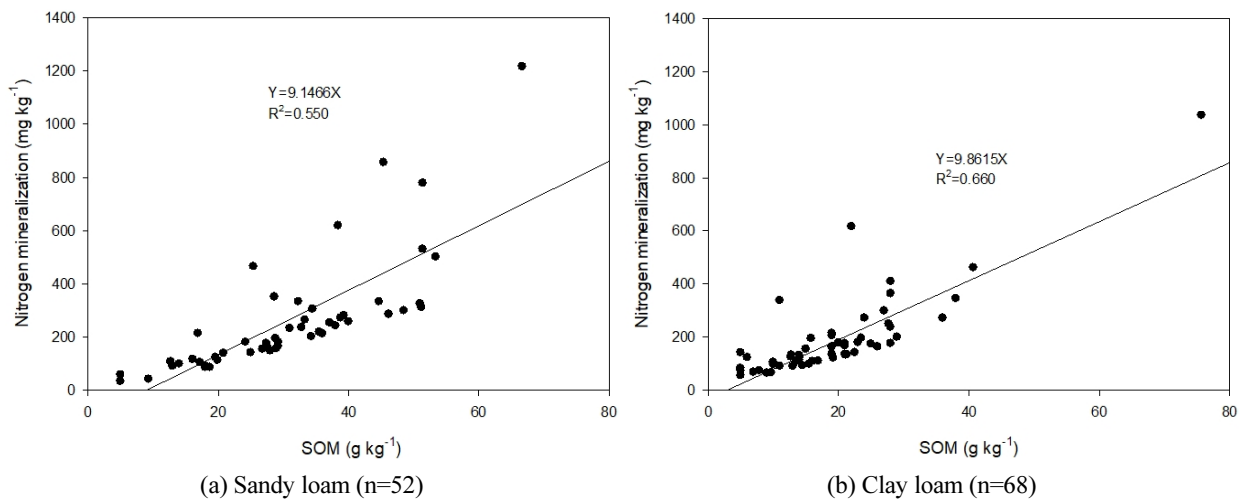 1400
1200
1000
800
600
400
200
0
Nitrogen mineralization (mg kg⁻¹)
Y=9.1466X
R²=0.550
0 20 40 60 80
SOM (g kg⁻¹)
(a) Sandy loam (n=52)
1400
1200
1000
800
600
400
200
0
Nitrogen mineralization (mg kg⁻¹)
Y=9.8615X
R²=0.660
0 20 40 60 80
SOM (g kg⁻¹)
(b) Clay loam (n=68)